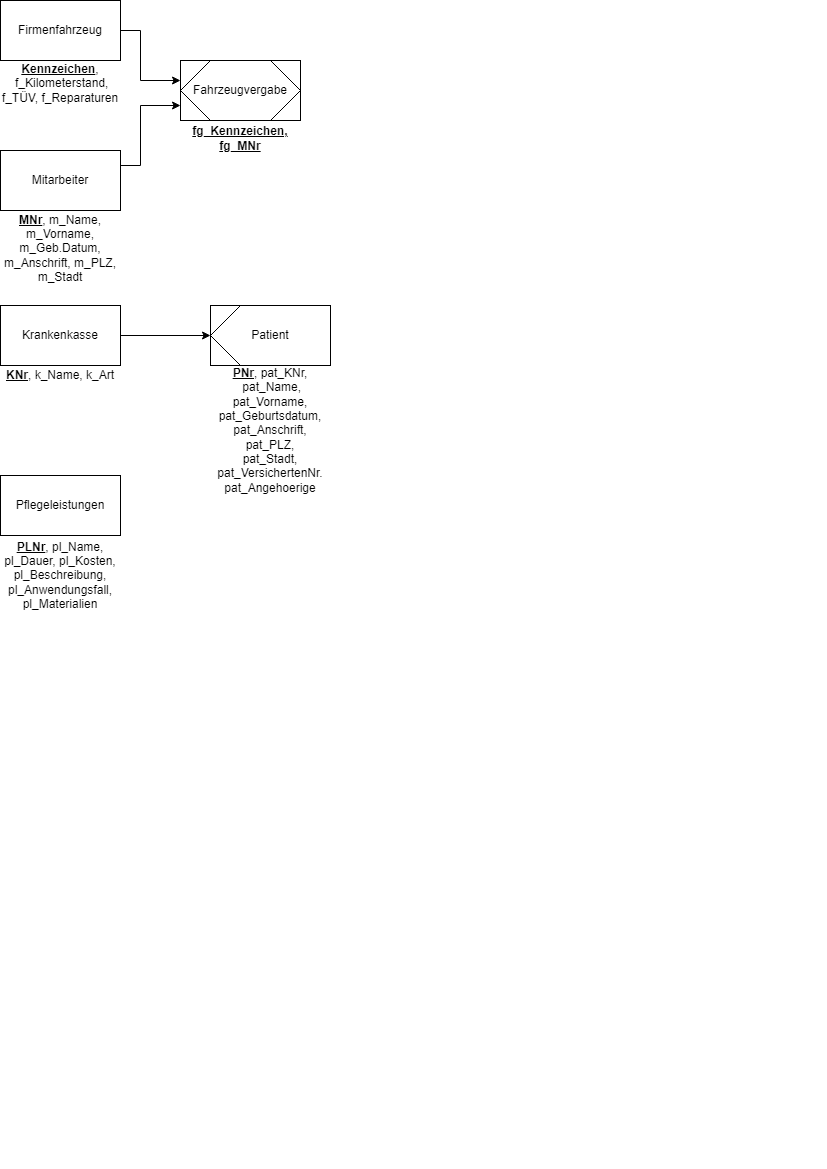 Firmenfahrzeug
Kennzeichen,
f_Kilometerstand,
f_TÜV, f_Reparaturen
Fahrzeugvergabe
fg_Kennzeichen,
fg_MNr
Mitarbeiter
MNr, m_Name,
m_Vorname,
m_Geb.Datum,
m_Anschrift, m_PLZ,
m_Stadt
Krankenkasse
KNr, k_Name, k_Art
Patient
PNr, pat_KNr,
pat_Name,
pat_Vorname,
pat_Geburtsdatum,
pat_Anschrift,
pat_PLZ,
pat_Stadt,
pat_VersichertenNr.
pat_Angehoerige
Pflegeleistungen
PLNr, pl_Name,
pl_Dauer, pl_Kosten,
pl_Beschreibung,
pl_Anwendungsfall,
pl_Materialien